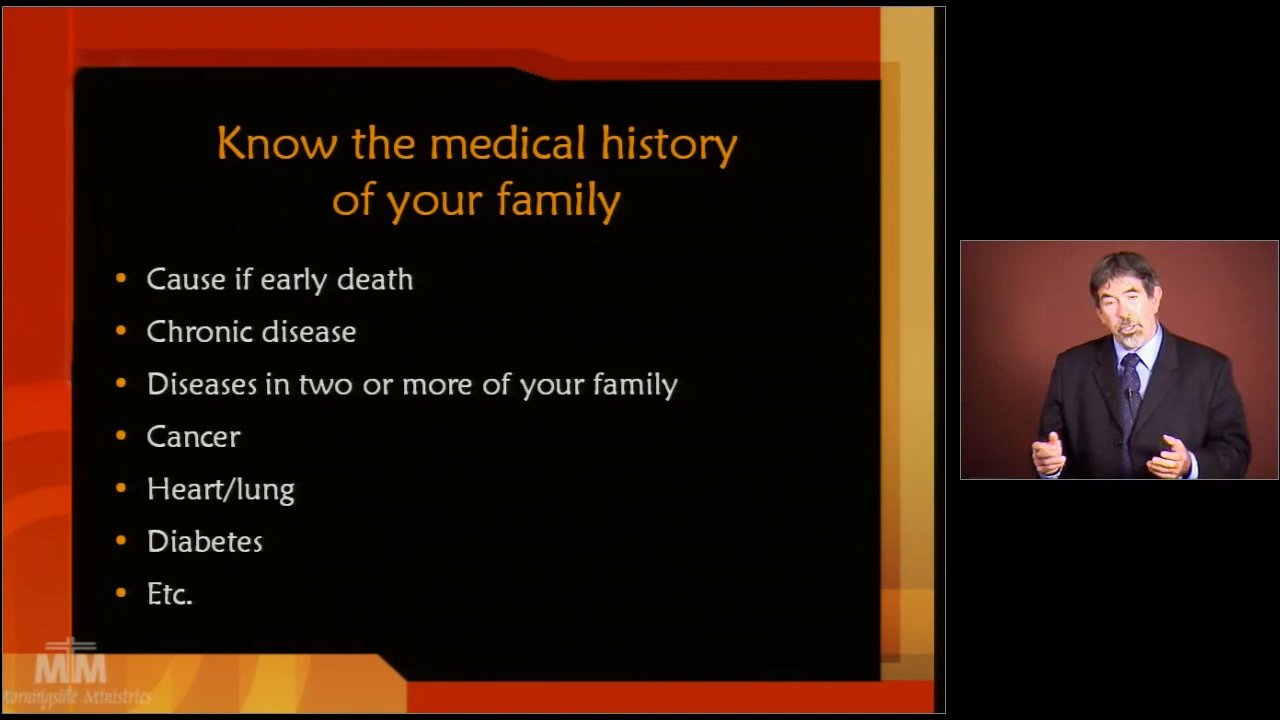 Know the medical history
of your family
• Cause if early death
• Chronic disease
• Diseases in two or more of your family
• Cancer
• Heart/lung
• Diabetes
• Etc.
MM
Ministries